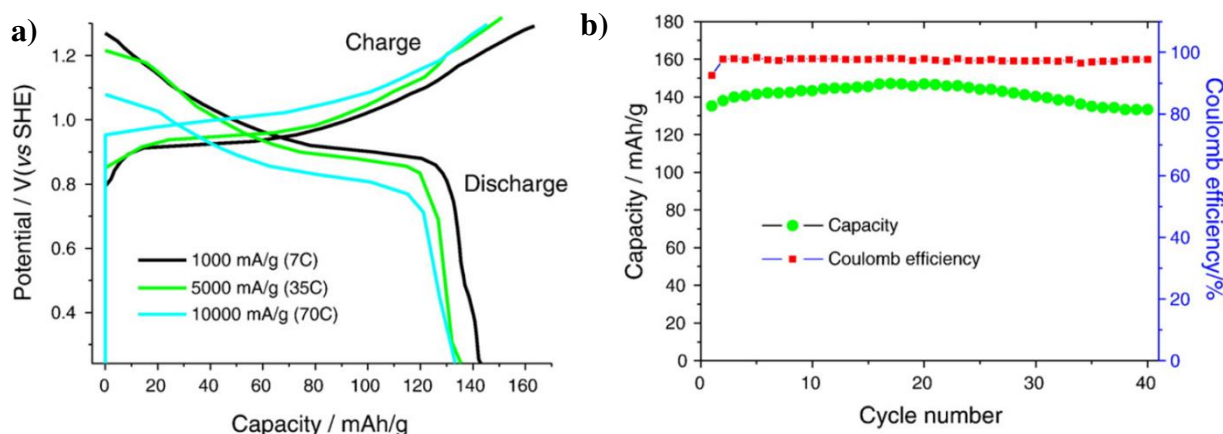 a)
Potential / V(vs SHE)
1.2
1.0
0.8
0.6
0.4
Charge
Discharge
1000 mA/g (7C)
5000 mA/g (35C)
10000 mA/g (70C)
0 20 40 60 80 100 120 140 160
Capacity / mAh/g
b)
Capacity / mAh/g
180
160
140
120
100
80
60
40
20
0
Capacity
Coulomb efficiency
0 10 20 30 40
Cycle number
100
80
60
40
20
0
Coulomb efficiency/%